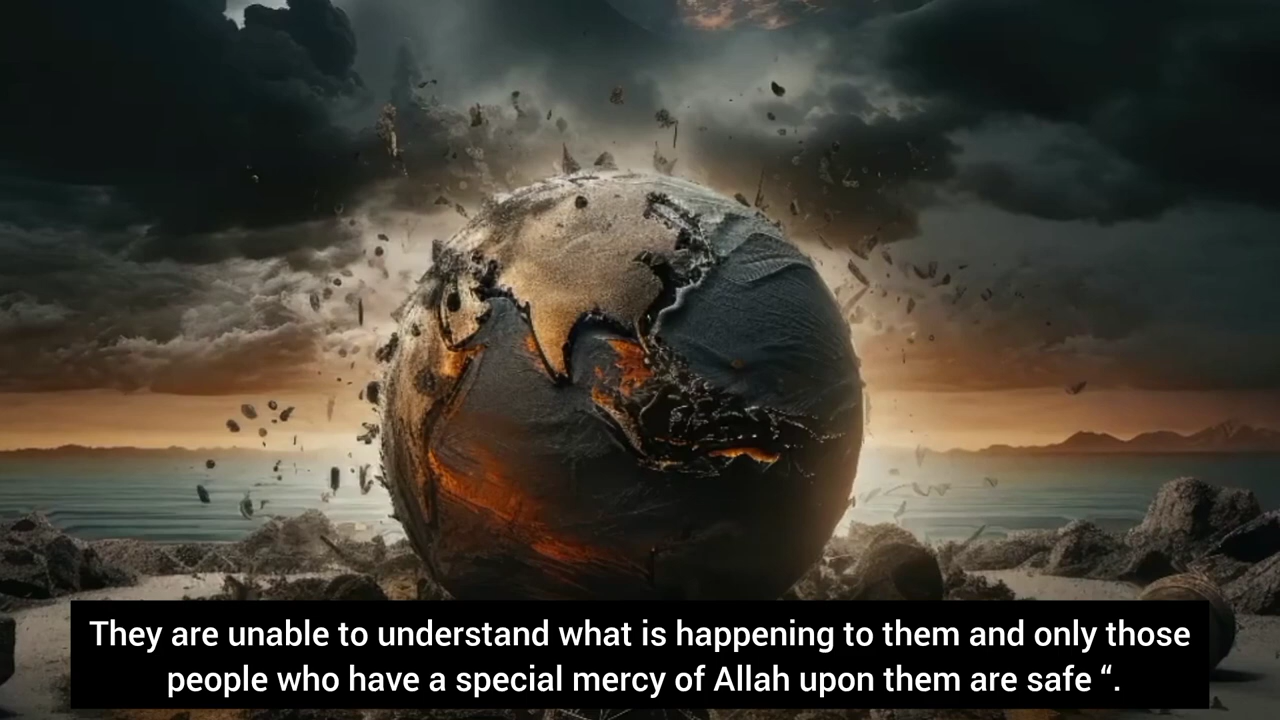 They are unable to understand what is happening to them and only those
people who have a special mercy of Allah upon them are safe “.